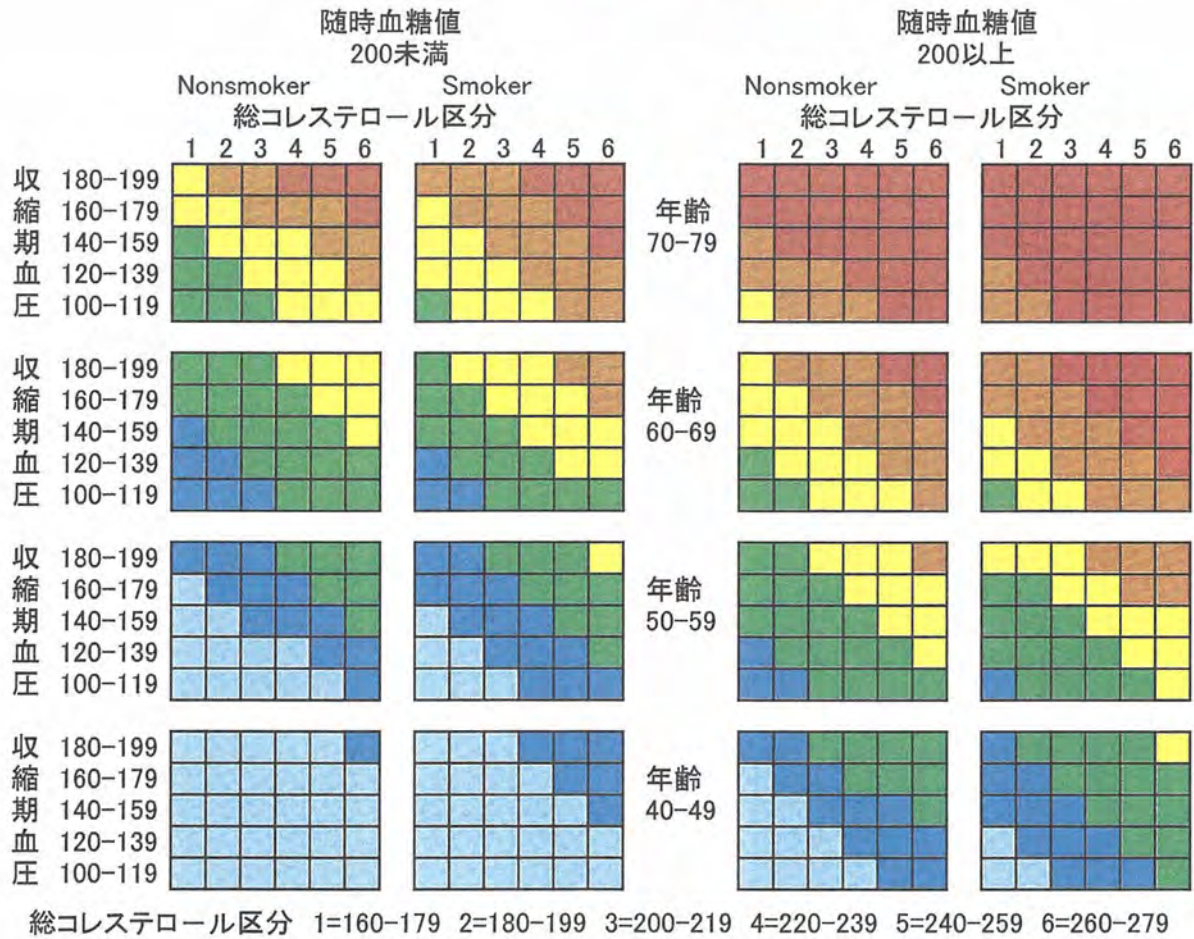 随時血糖値 随時血糖値
200未満 200以上
Nonsmoker Smoker Nonsmoker Smoker
総コレステロール区分 総コレステロール区分
1 2 3 4 5 6 1 2 3 4 5 6 1 2 3 4 5 6 1 2 3 4 5 6
収 180-199
縮 160-179 年齢
期 140-159 70-79
血 120-139
圧 100-119
収 180-199
縮 160-179 年齢
期 140-159 60-69
血 120-139
圧 100-119
収 180-199
縮 160-179 年齢
期 140-159 50-59
血 120-139
圧 100-119
収 180-199
縮 160-179 年齢
期 140-159 40-49
血 120-139
圧 100-119
総コレステロール区分 1=160-179 2=180-199 3=200-219 4=220-239 5=240-259 6=260-279